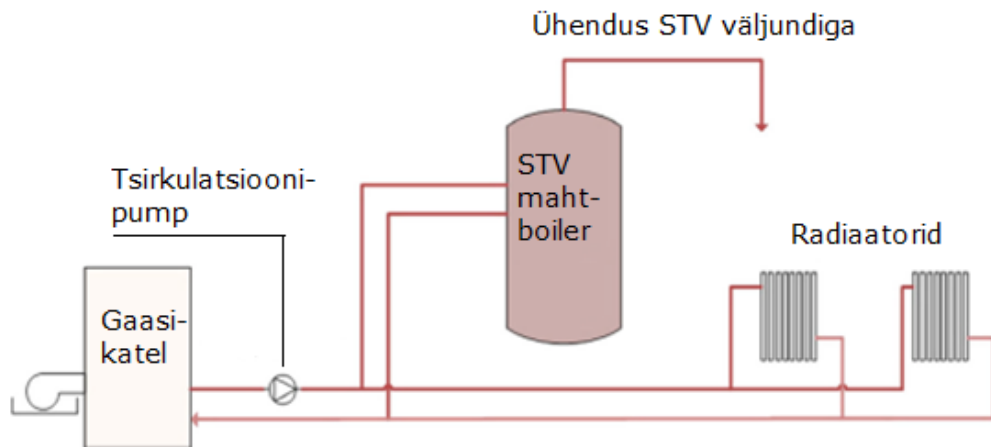 Ühendus STV väljundiga
STV
maht-
boiler
Tsirkulatsiooni-
pump
Radiaatorid
Gaasi-
katel